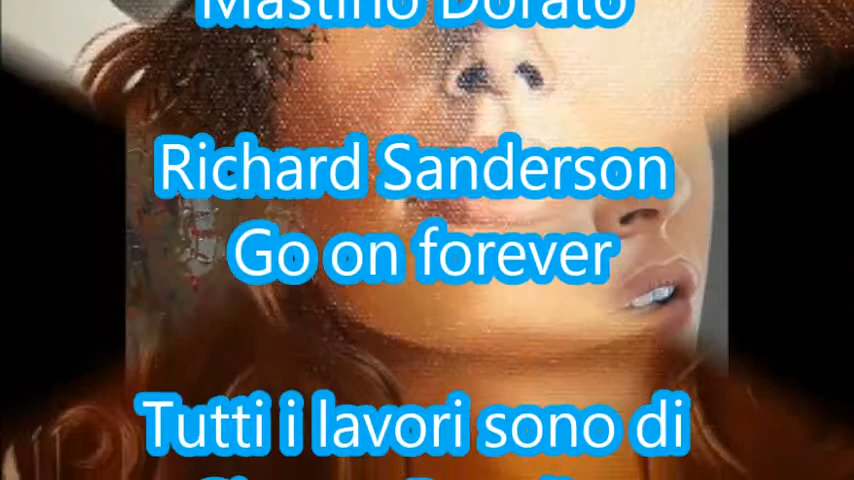 Mastino Dorato
Richard Sanderson
Go on forever
Tutti i lavori sono di